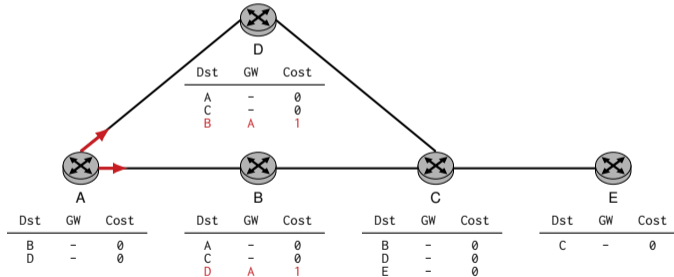 D
Dst GW Cost
A - 0
C - 0
B A 1
A
B
C
E
Dst GW Cost
B - 0
D - 0
Dst GW Cost
A - 0
C - 0
D A 1
Dst GW Cost
B - 0
D - 0
E - 0
Dst GW Cost
C - 0